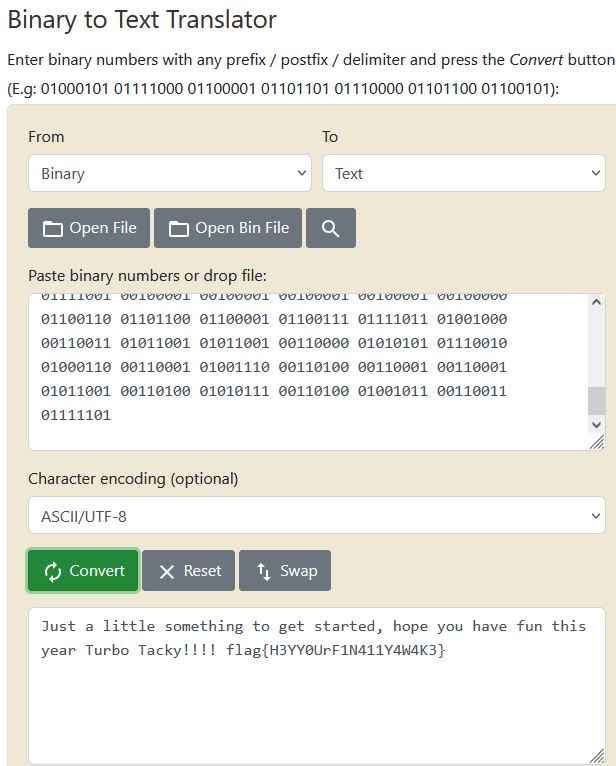 Binary to Text Translator
Enter binary numbers with any prefix / postfix / delimiter and press the Convert button
(E.g: 01000101 01111000 01100001 01101101 01110000 01101100 01100101):
From
To
Binary
Text
Open File
Open Bin File
Paste binary numbers or drop file:
01111001 00100001 00100001 00100001 00100001 00100000
01100110 01101100 01100001 01100111 01111011 01001000
00110011 01011001 01011001 00110000 01010101 01110010
01000110 00110001 01001110 00110100 00110001 00110001
01011001 00110100 01010111 00110100 01001011 00110011
01111101
Character encoding (optional)
ASCII/UTF-8
Convert
Reset
Swap
Just a little something to get started, hope you have fun this
year Turbo Tacky!!!! flag{H3YY0UrF1N411Y4W4K3}